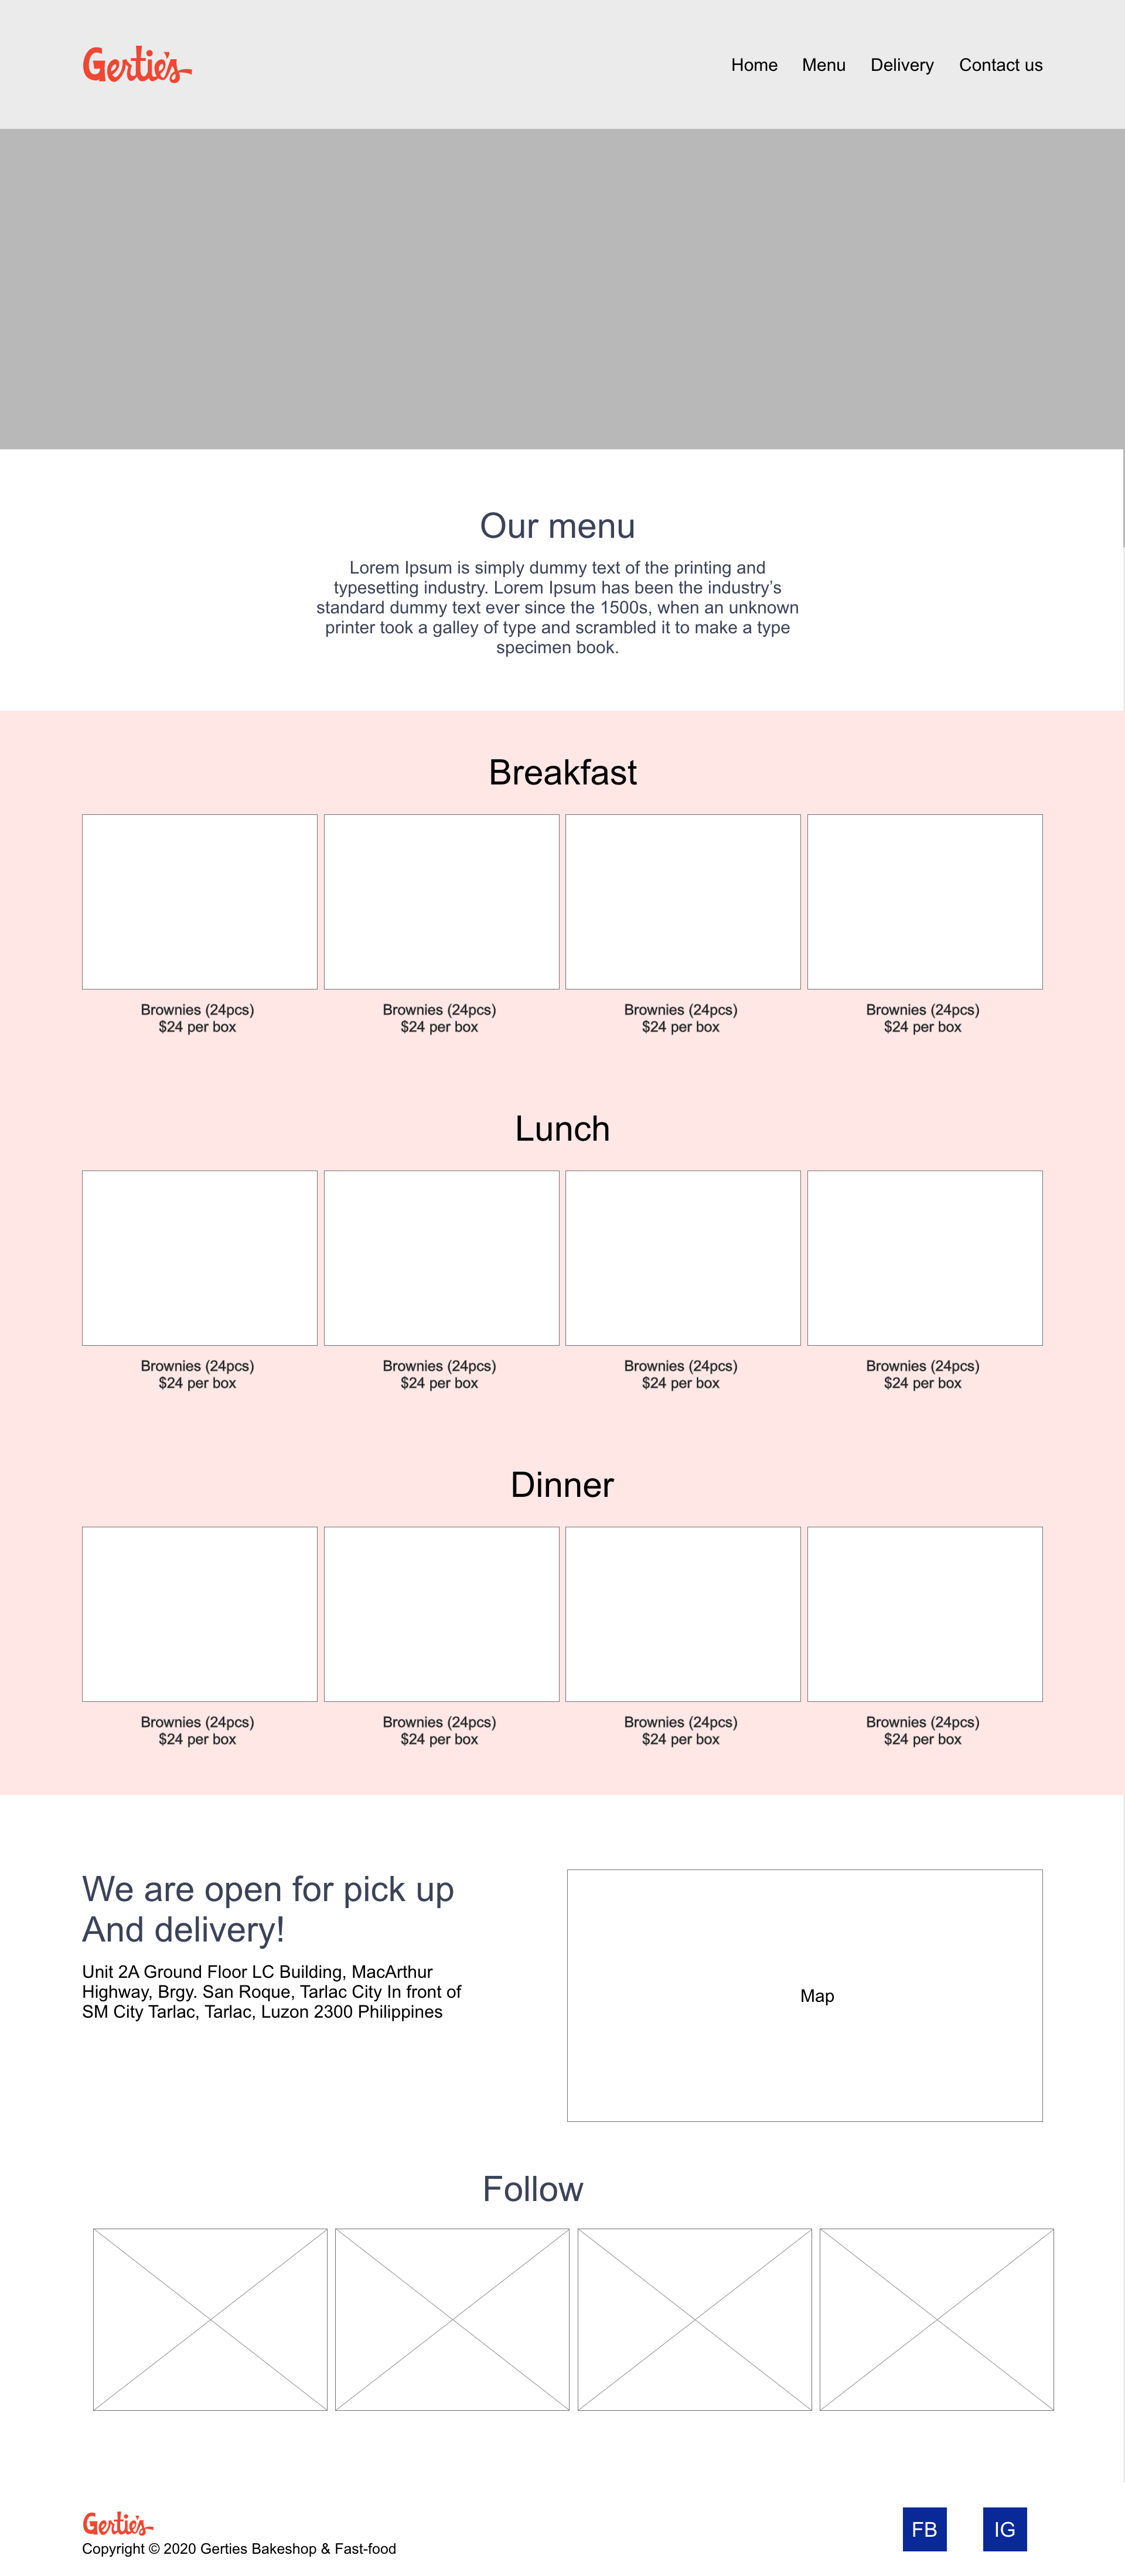 Gertie's
Home Menu Delivery Contact us
Our menu
Lorem Ipsum is simply dummy text of the printing and
typesetting industry. Lorem Ipsum has been the industry’s
standard dummy text ever since the 1500s, when an unknown
printer took a galley of type and scrambled it to make a type
specimen book.
Breakfast
Brownies (24pcs) Brownies (24pcs) Brownies (24pcs) Brownies (24pcs)
$24 per box $24 per box $24 per box $24 per box
Lunch
Brownies (24pcs) Brownies (24pcs) Brownies (24pcs) Brownies (24pcs)
$24 per box $24 per box $24 per box $24 per box
Dinner
Brownies (24pcs) Brownies (24pcs) Brownies (24pcs) Brownies (24pcs)
$24 per box $24 per box $24 per box $24 per box
We are open for pick up
And delivery!
Unit 2A Ground Floor LC Building, MacArthur
Highway, Brgy. San Roque, Tarlac City In front of
SM City Tarlac, Tarlac, Luzon 2300 Philippines
Map
Follow
Gertie's
Copyright © 2020 Gerties Bakeshop & Fast-food
FB IG